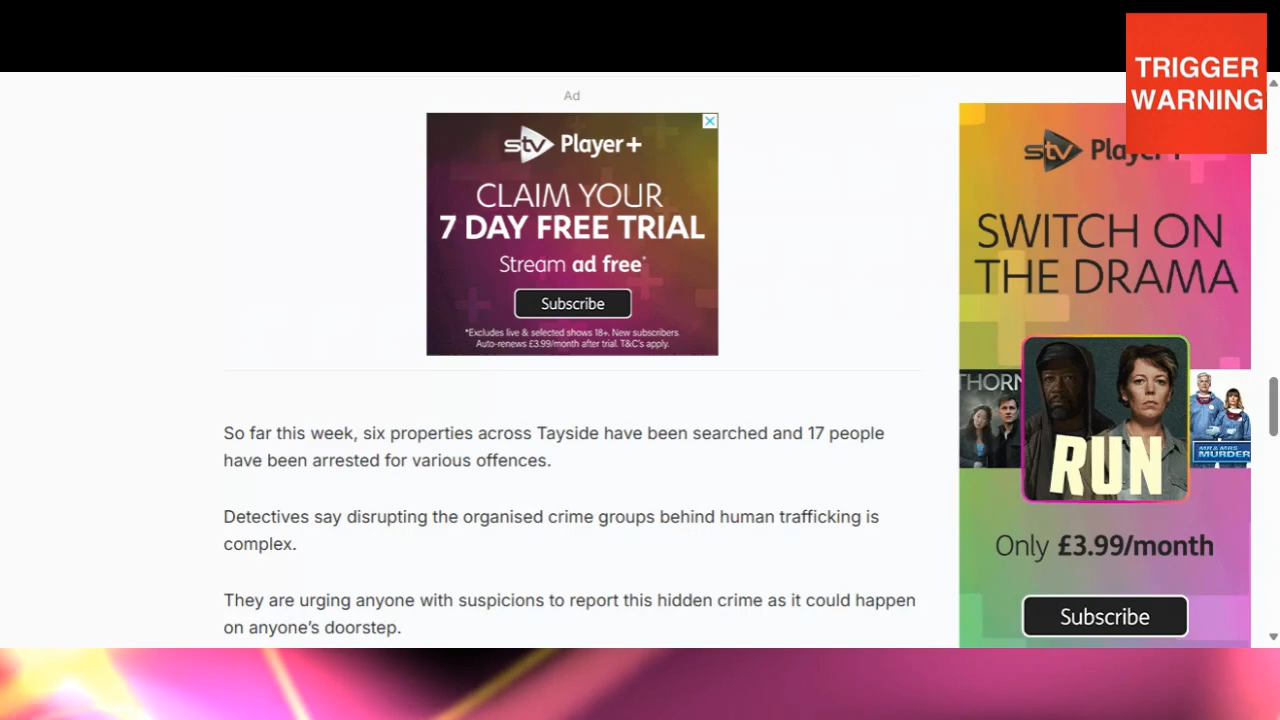 TRIGGER
WARNING
Ad
stv Player+
CLAIM YOUR
7 DAY FREE TRIAL
Stream ad free*
Subscribe
*Excludes live & selected shows 18+. New subscribers.
Auto-renews £3.99/month after trial. T&C's apply.
So far this week, six properties across Tayside have been searched and 17 people
have been arrested for various offences.
Detectives say disrupting the organised crime groups behind human trafficking is
complex.
They are urging anyone with suspicions to report this hidden crime as it could happen
on anyone's doorstep.
stv
SWITCH ON
THE DRAMA
THORN
RUN
MR & MRS
MURDER
Only £3.99/month
Subscribe